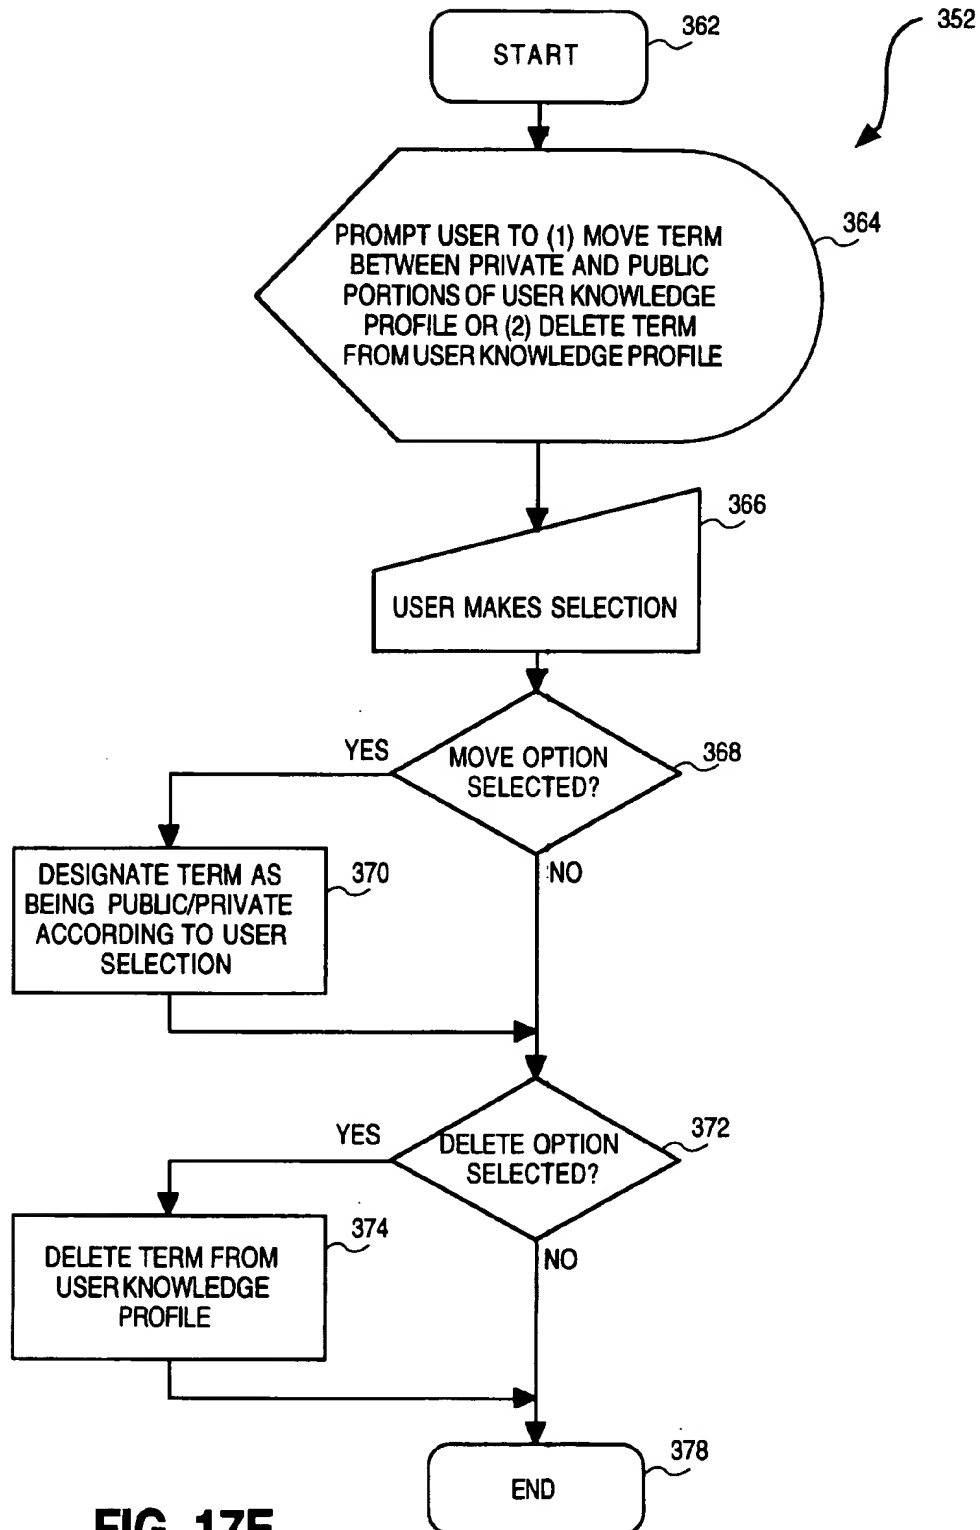 352
START
362
PROMPT USER TO (1) MOVE TERM
BETWEEN PRIVATE AND PUBLIC
PORTIONS OF USER KNOWLEDGE
PROFILE OR (2) DELETE TERM
FROM USER KNOWLEDGE PROFILE
364
366
USER MAKES SELECTION
YES
MOVE OPTION
SELECTED?
368
NO
DESIGNATE TERM AS
BEING PUBLIC/PRIVATE
ACCORDING TO USER
SELECTION
370
YES
DELETE OPTION
SELECTED?
372
NO
DELETE TERM FROM
USER KNOWLEDGE
PROFILE
374
END
378